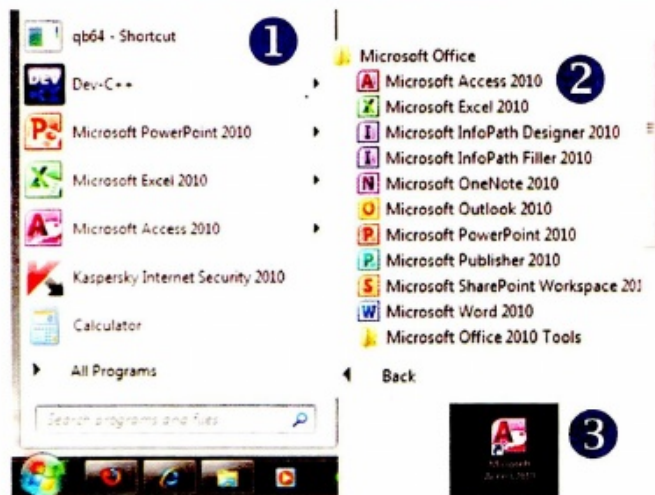 qb64 - Shortcut
1
Dev-C++
Microsoft PowerPoint 2010
Microsoft Excel 2010
Microsoft Access 2010
Kaspersky Internet Security 2010
Calculator
All Programs
Search programs and files
Microsoft Office
Microsoft Access 2010
2
Microsoft Excel 2010
Microsoft InfoPath Designer 2010
Microsoft InfoPath Filler 2010
Microsoft OneNote 2010
Microsoft Outlook 2010
Microsoft PowerPoint 2010
Microsoft Publisher 2010
Microsoft SharePoint Workspace 201
Microsoft Word 2010
Microsoft Office 2010 Tools
Back
3
Microsoft
Access 2010